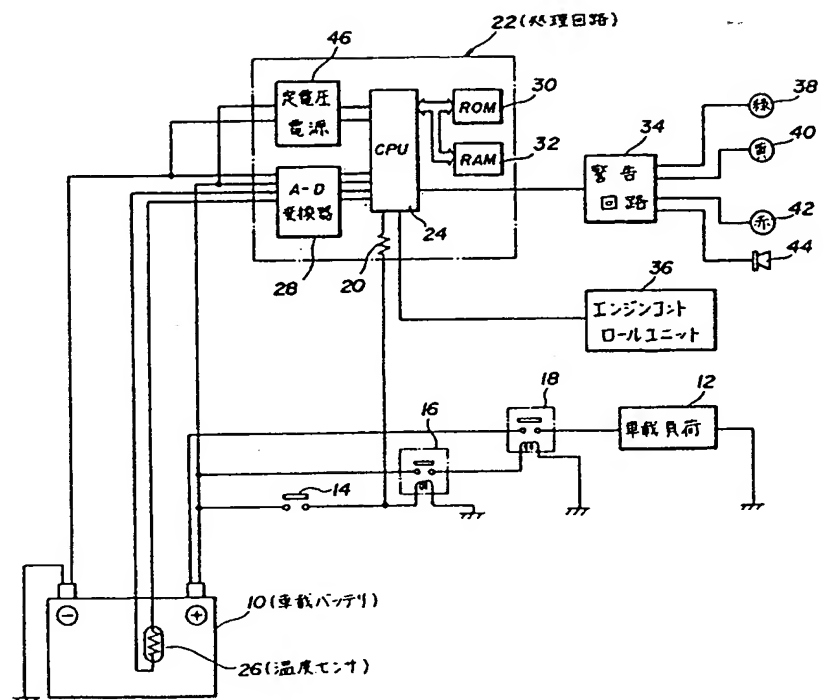 22(処理回路)
46
定電圧
電源
CPU
ROM
30
RAM
32
A-D
変換器
24
28
20
34
警告
回路
緑
38
黄
40
赤
42
44
36
エンジンコント
ロールユニット
18
12
車載負荷
16
14
⊖
⊕
10(車載バッテリ)
26(温度センサ)